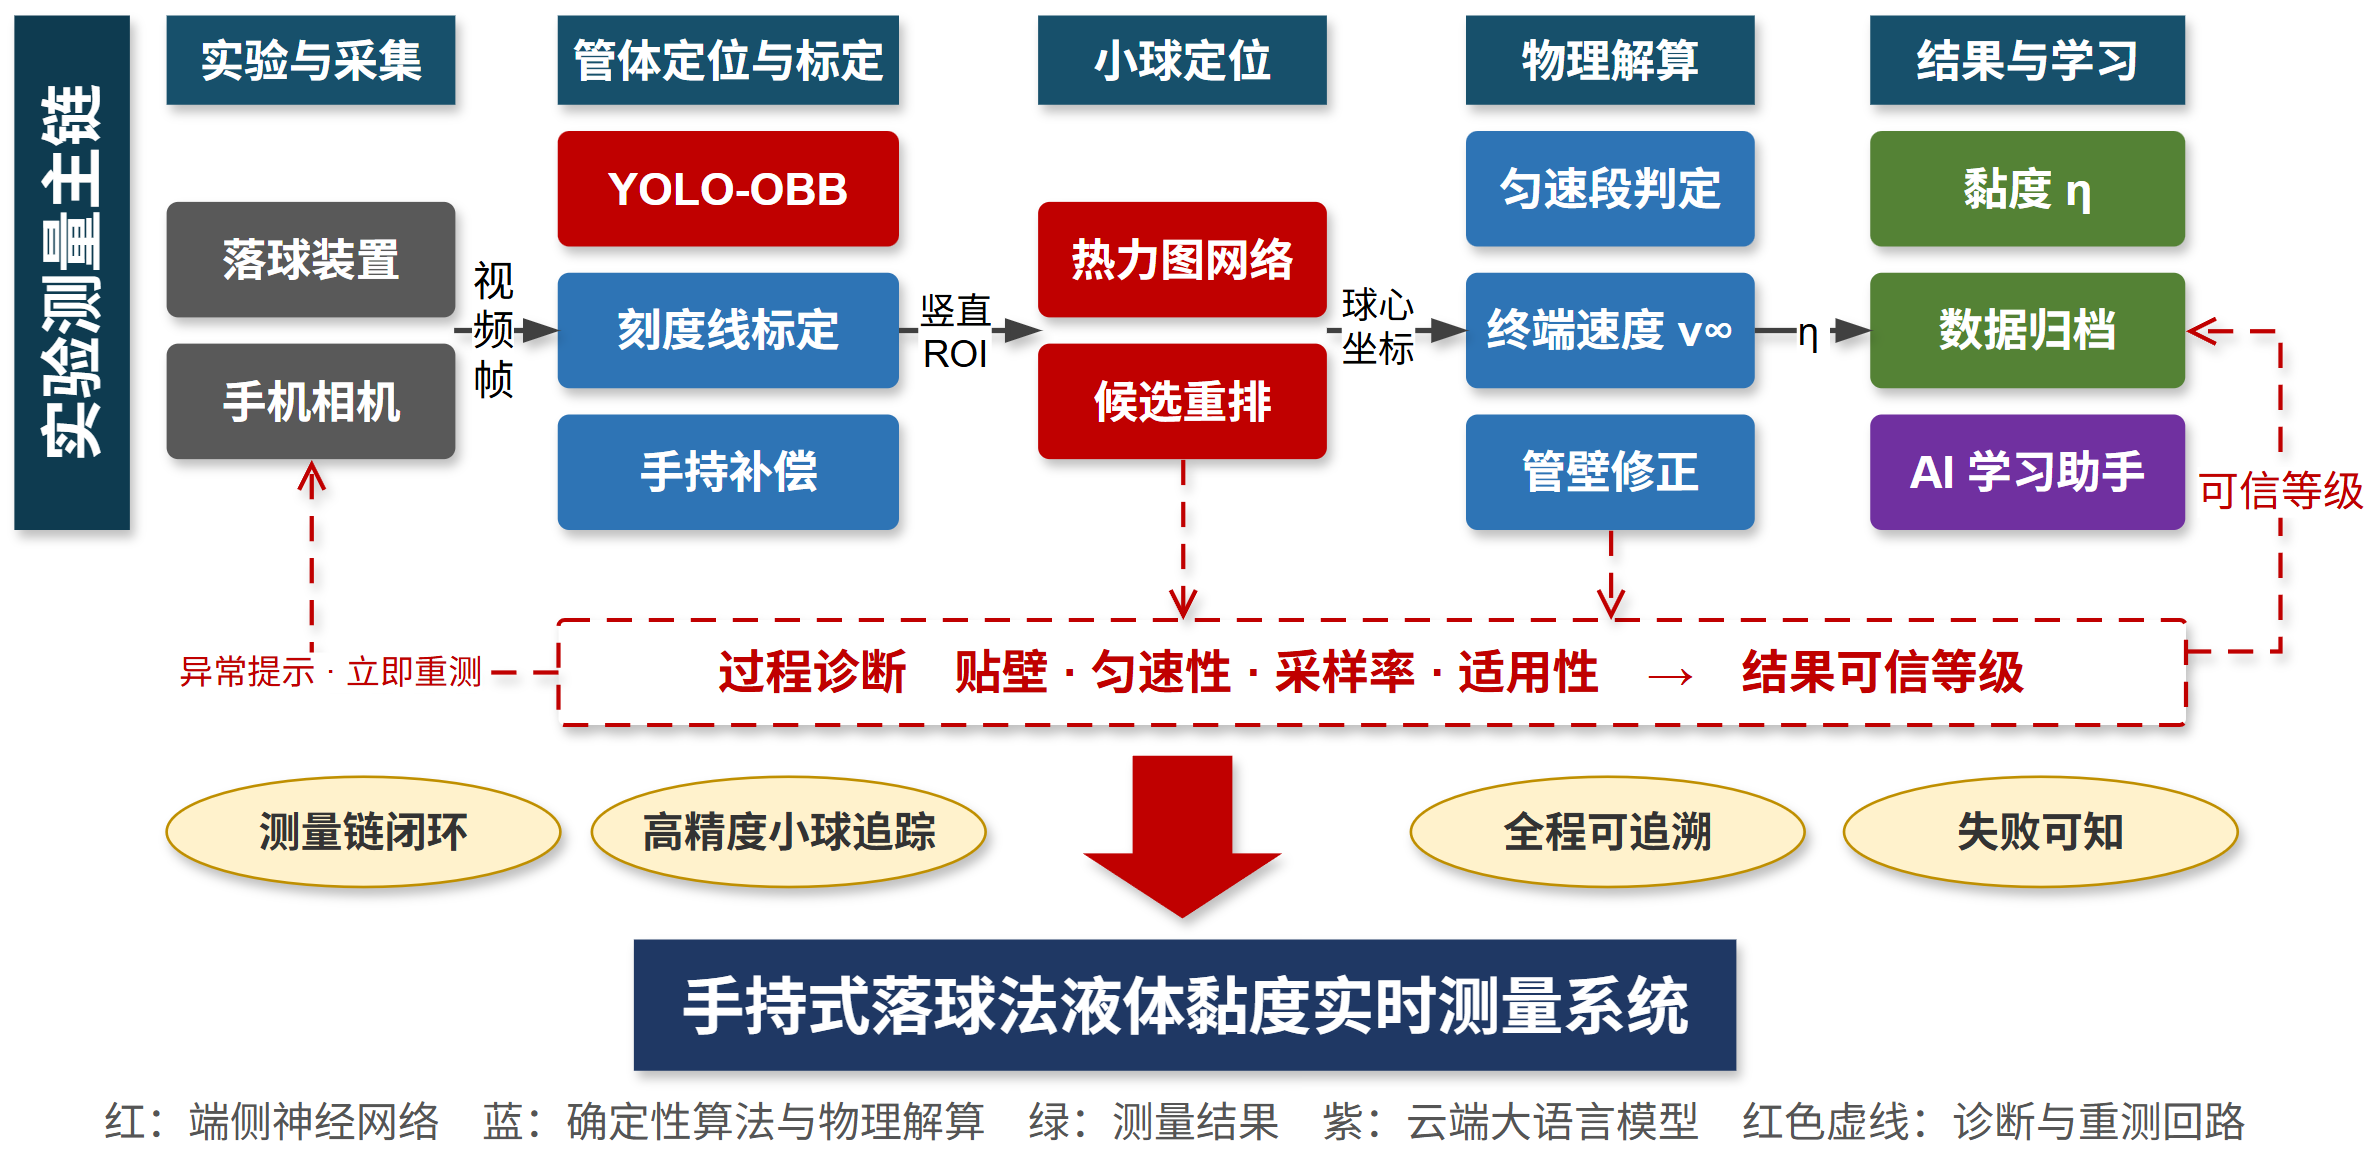 实验测量主链
实验与采集
管体定位与标定
小球定位
物理解算
结果与学习
落球装置
手机相机
视
频
帧
YOLO-OBB
刻度线标定
手持补偿
竖直
ROI
热力图网络
候选重排
球心
坐标
匀速段判定
终端速度 v∞
管壁修正
η
黏度 η
数据归档
AI 学习助手
可信等级
异常提示 · 立即重测
过程诊断 贴壁 · 匀速性 · 采样率 · 适用性 → 结果可信等级
测量链闭环
高精度小球追踪
全程可追溯
失败可知
手持式落球法液体黏度实时测量系统
红：端侧神经网络 蓝：确定性算法与物理解算 绿：测量结果 紫：云端大语言模型 红色虚线：诊断与重测回路